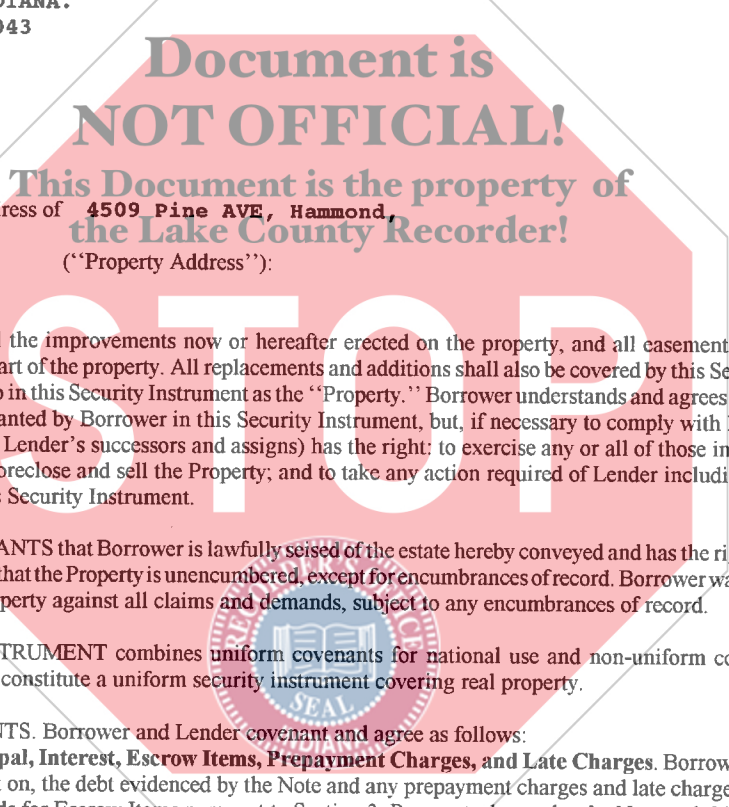 DIANA.
043
Document is
NOT OFFICIAL!
This Document is the property of
ress of 4509 Pine AVE, Hammond,
the Lake County Recorder!
(‘‘Property Address’’):
STOP
the improvements now or hereafter erected on the property, and all easement
art of the property. All replacements and additions shall also be covered by this Se
o in this Security Instrument as the ‘‘Property.’’ Borrower understands and agrees
anted by Borrower in this Security Instrument, but, if necessary to comply with
Lender’s successors and assigns) has the right: to exercise any or all of those in
oreclose and sell the Property; and to take any action required of Lender includi
s Security Instrument.
ANTS that Borrower is lawfully seised of the estate hereby conveyed and has the ri
that the Property is unencumbered, except for encumbrances of record. Borrower wa
perty against all claims and demands, subject to any encumbrances of record.
TRUMENT combines uniform covenants for national use and non-uniform co
constitute a uniform security instrument covering real property.
RECORDER'S OFFICE
SEAL
INDIANA
NTS. Borrower and Lender covenant and agree as follows:
pal, Interest, Escrow Items, Prepayment Charges, and Late Charges. Borrow
on, the debt evidenced by the Note and any prepayment charges and late charge